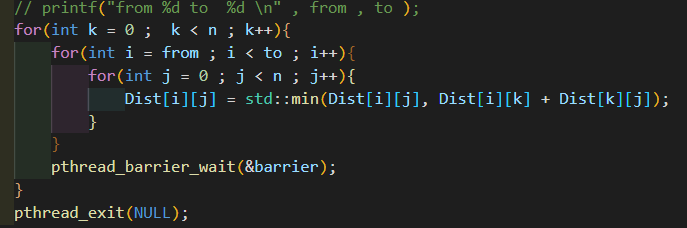 // printf("from %d to  %d \n" , from , to );
for(int k = 0 ;  k < n ; k++){
    for(int i = from ; i < to ; i++){
        for(int j = 0 ; j < n ; j++){
            Dist[i][j] = std::min(Dist[i][j], Dist[i][k] + Dist[k][j]);
        }
    }
    pthread_barrier_wait(&barrier);
}
pthread_exit(NULL);